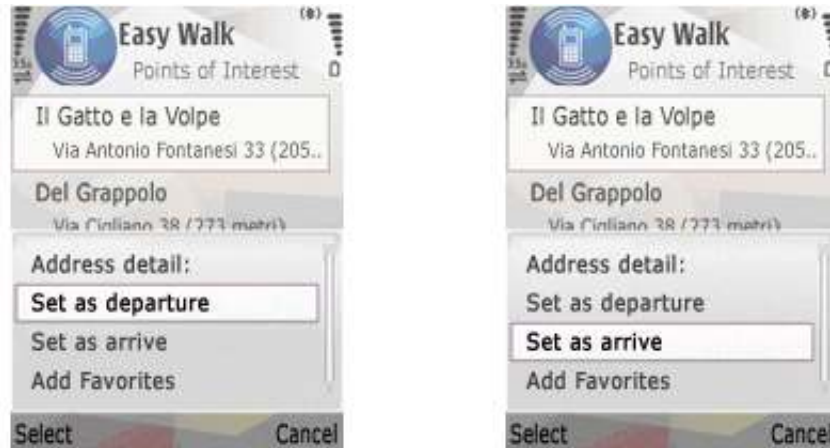 Easy Walk
Points of Interest
Il Gatto e la Volpe
Via Antonio Fontanesi 33 (205..
Del Grappolo
Via Cigliano 38 (273 metri)
Address detail:
Set as departure
Set as arrive
Add Favorites
Select Cancel
Easy Walk
Points of Interest
Il Gatto e la Volpe
Via Antonio Fontanesi 33 (205..
Del Grappolo
Via Cigliano 38 (273 metri)
Address detail:
Set as departure
Set as arrive
Add Favorites
Select Cancel